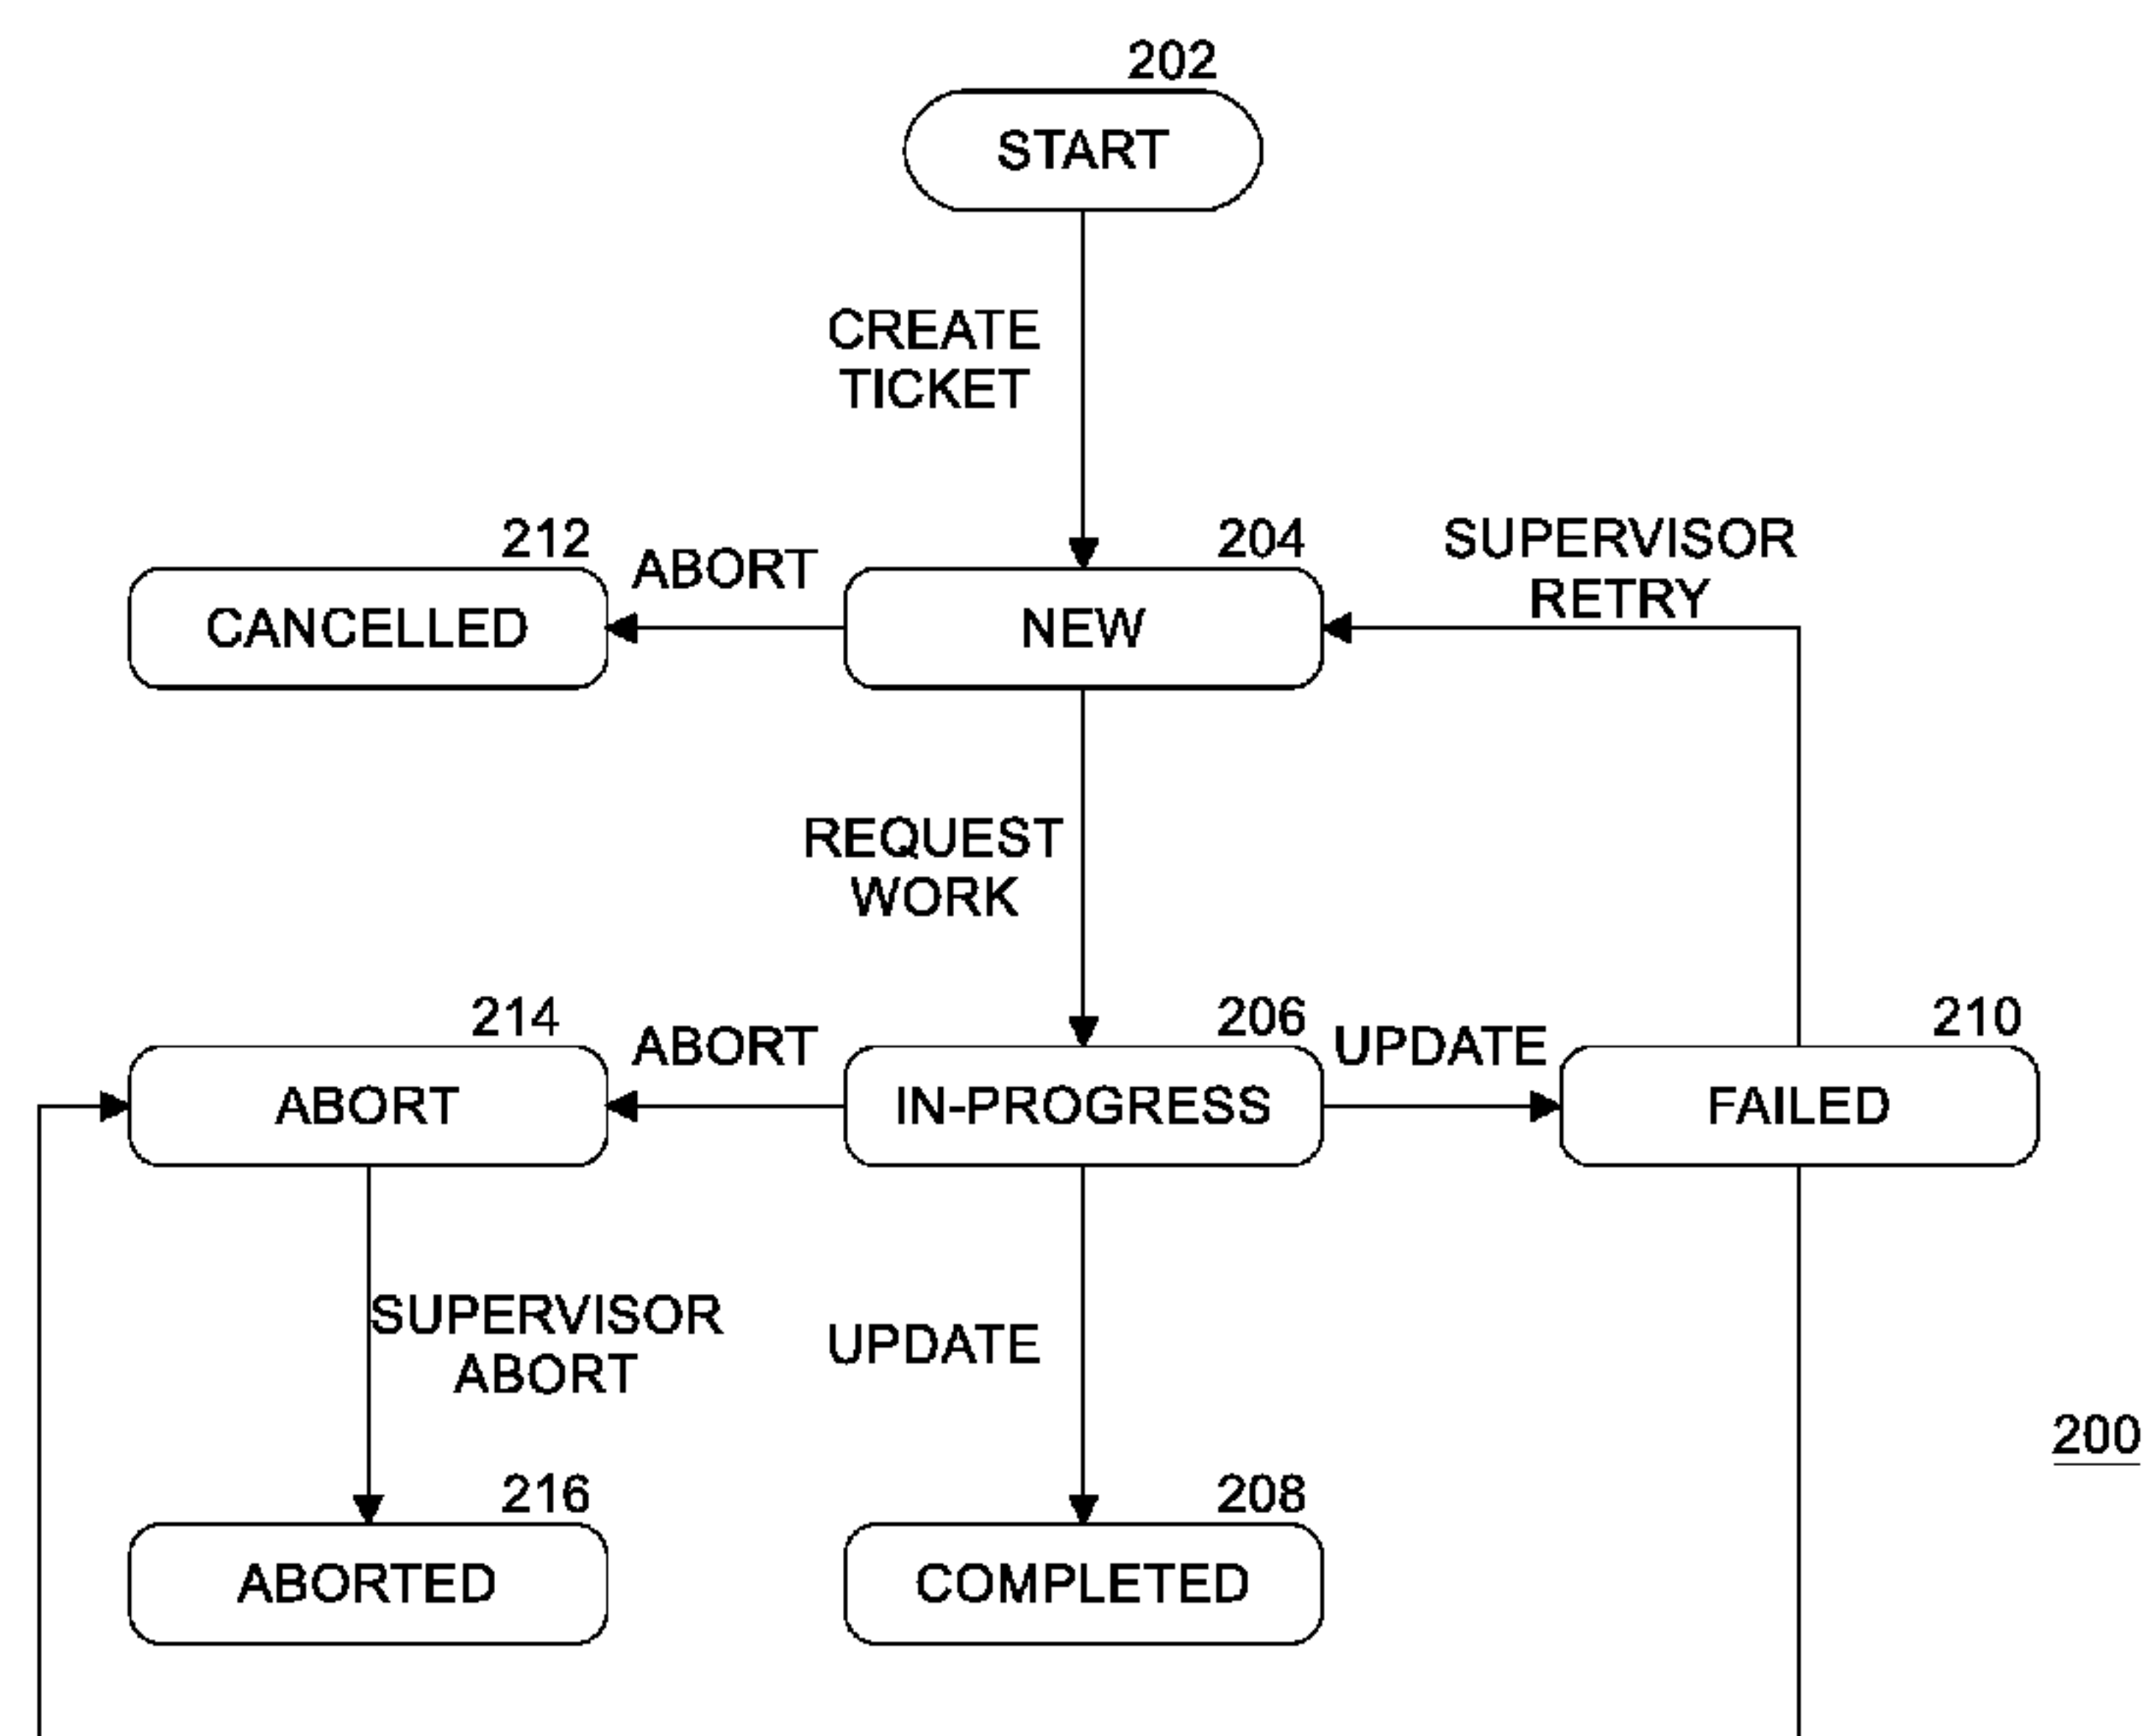 202
START
CREATE
TICKET
212
ABORT
204
SUPERVISOR
RETRY
CANCELLED
NEW
REQUEST
WORK
214
ABORT
206
UPDATE
210
ABORT
IN-PROGRESS
FAILED
SUPERVISOR
ABORT
UPDATE
200
216
208
ABORTED
COMPLETED